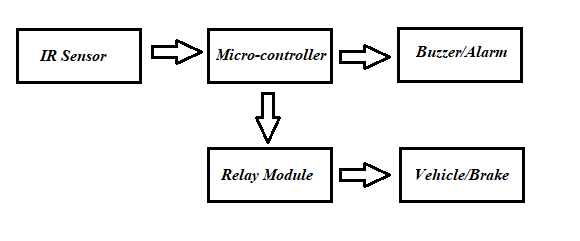 IR Sensor
Micro-controller
Buzzer/Alarm
Relay Module
Vehicle/Brake